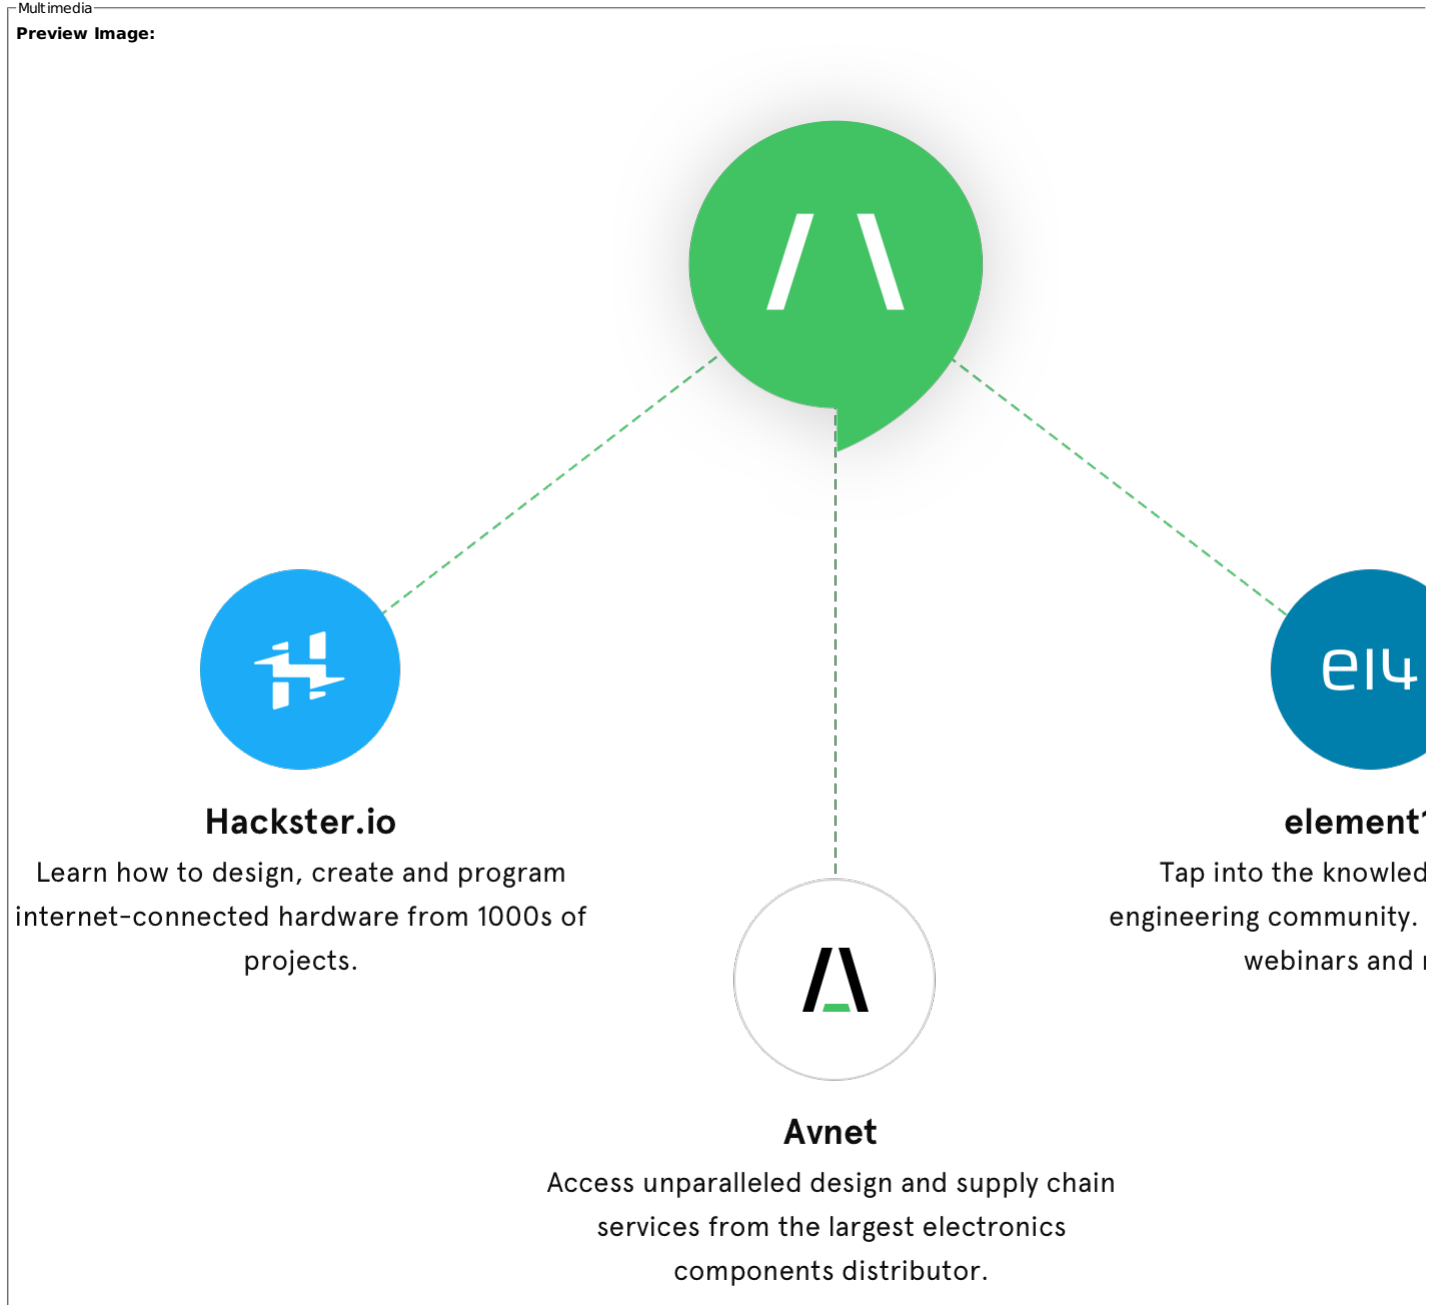 Multimedia
Preview Image:
el4
Hackster.io
Learn how to design, create and program
internet-connected hardware from 1000s of
projects.
element
Tap into the
engineering community.
webinars and
Avnet
Access unparalleled design and supply chain
services from the largest electronics
components distributor.